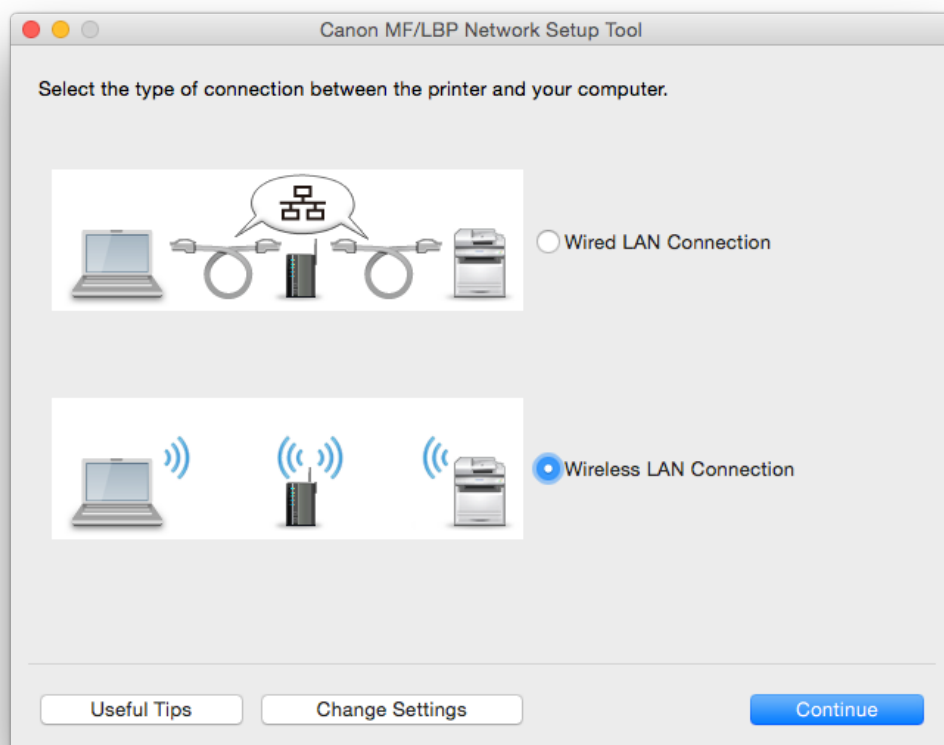 Canon MF/LBP Network Setup Tool
Select the type of connection between the printer and your computer.
Wired LAN Connection
Wireless LAN Connection
Useful Tips
Change Settings
Continue